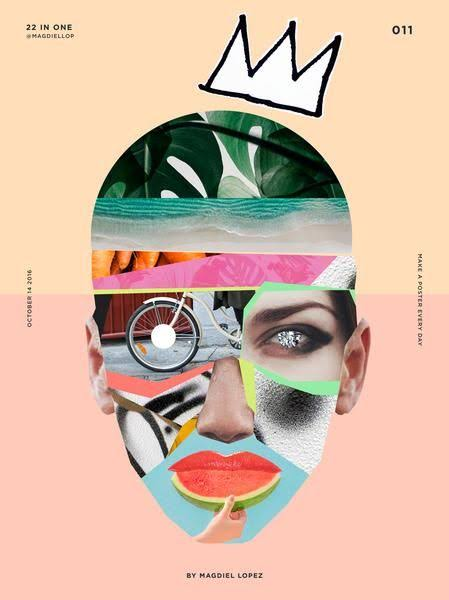 22 IN ONE
@MAGDIELLOP
011
OCTOBER 14 2016
MAKE A POSTER EVERY DAY
BY MAGDIEL LOPEZ